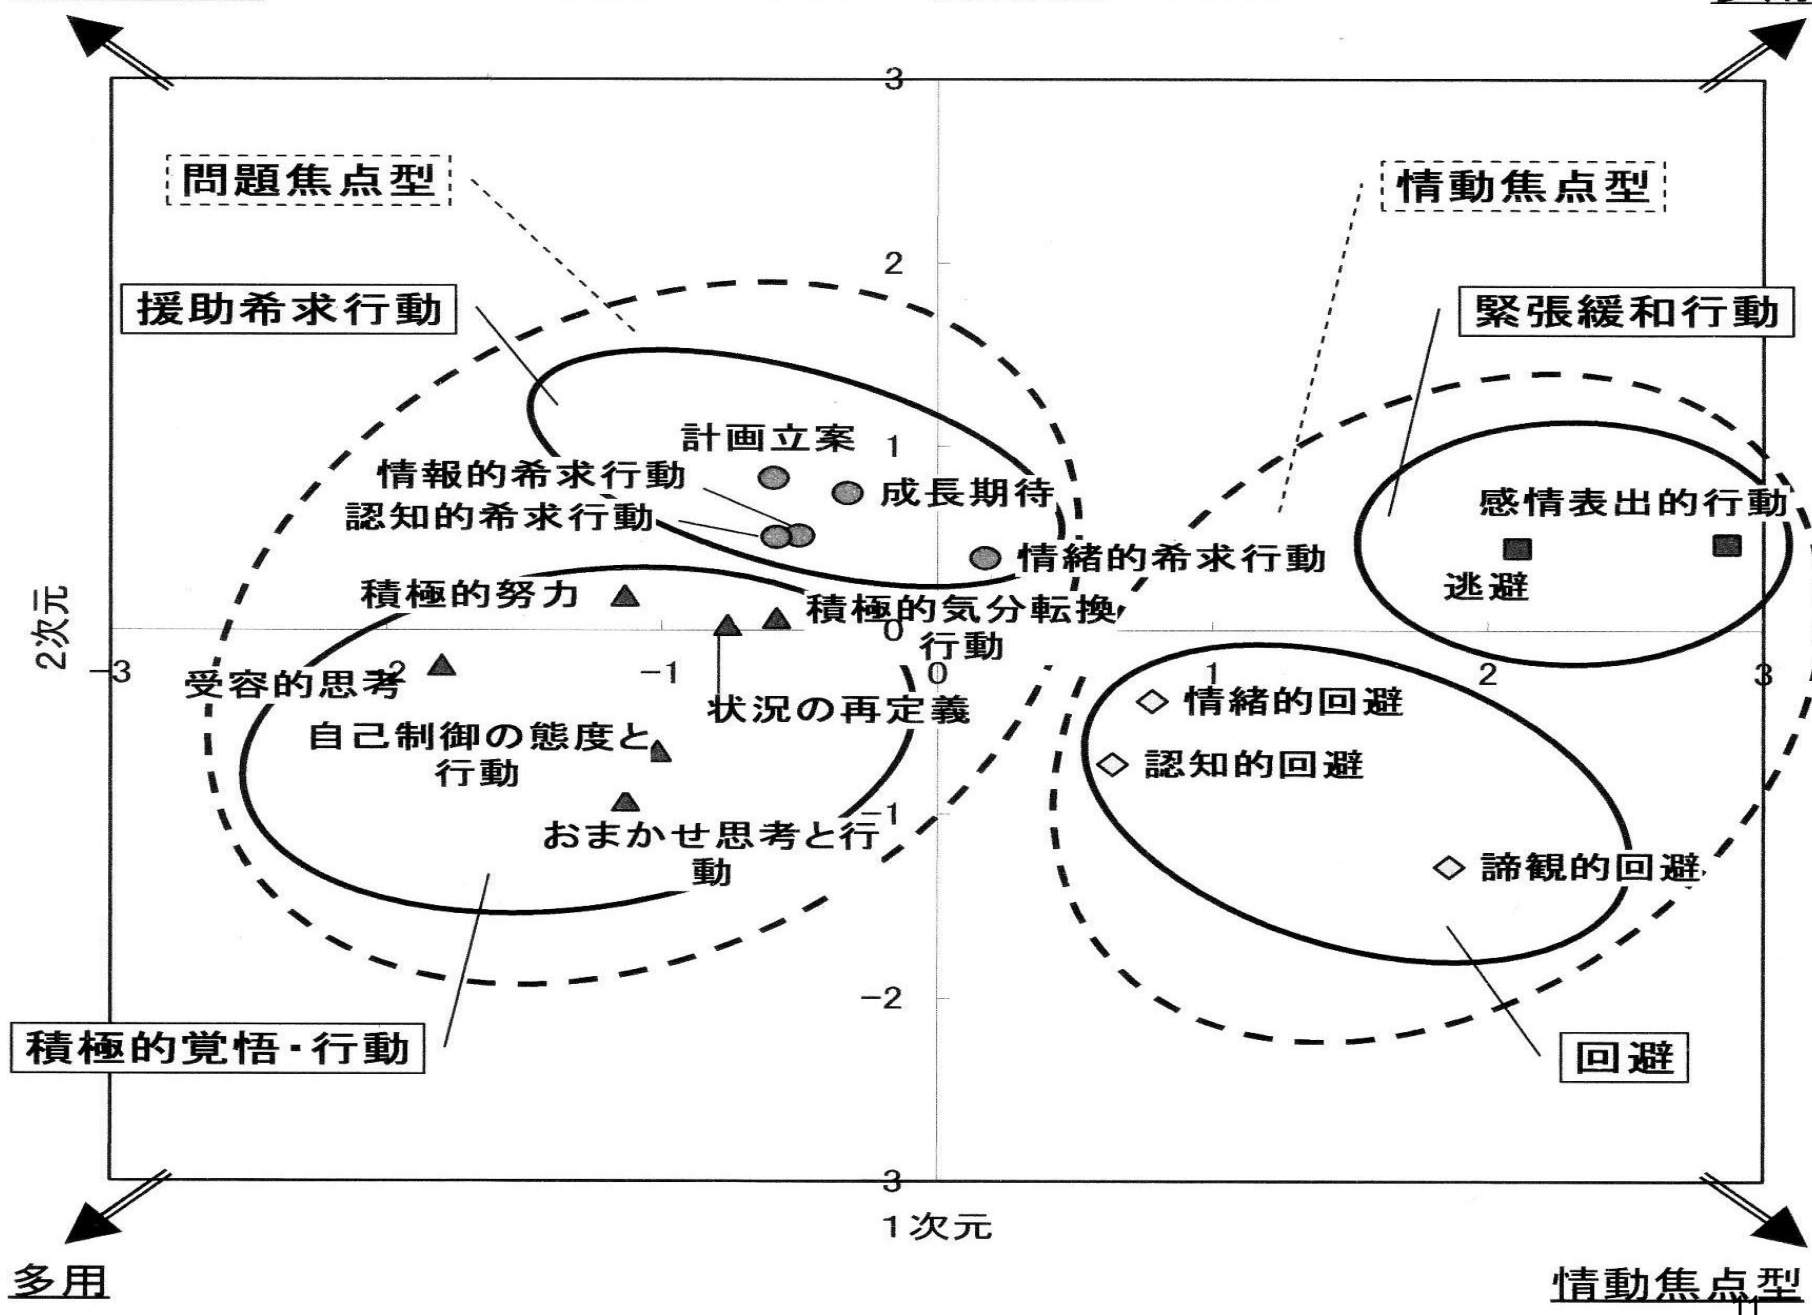 3
問題焦点型
情動焦点型
2
援助希求行動
緊張緩和行動
計画立案
1
情報的希求行動
成長期待
感情表出的行動
認知的希求行動
情緒的希求行動
逃避
積極的努力
積極的気分転換
行動
0
2次元
-3
-2
-1
0
1
2
3
受容的思考
状況の再定義
情緒的回避
自己制御の態度と
行動
認知的回避
-1
おまかせ思考と行
動
諦観的回避
-2
積極的覚悟・行動
回避
3
1次元
多用
情動焦点型
11